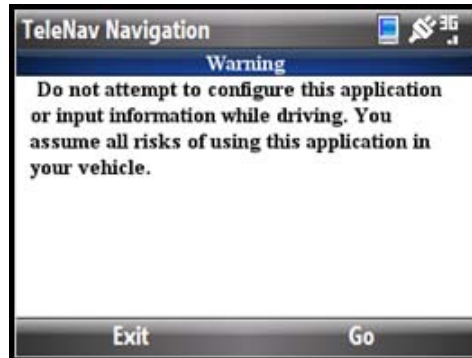 TeleNav Navigation
3G
Warning
Do not attempt to configure this application
or input information while driving. You
assume all risks of using this application in
your vehicle.
Exit Go